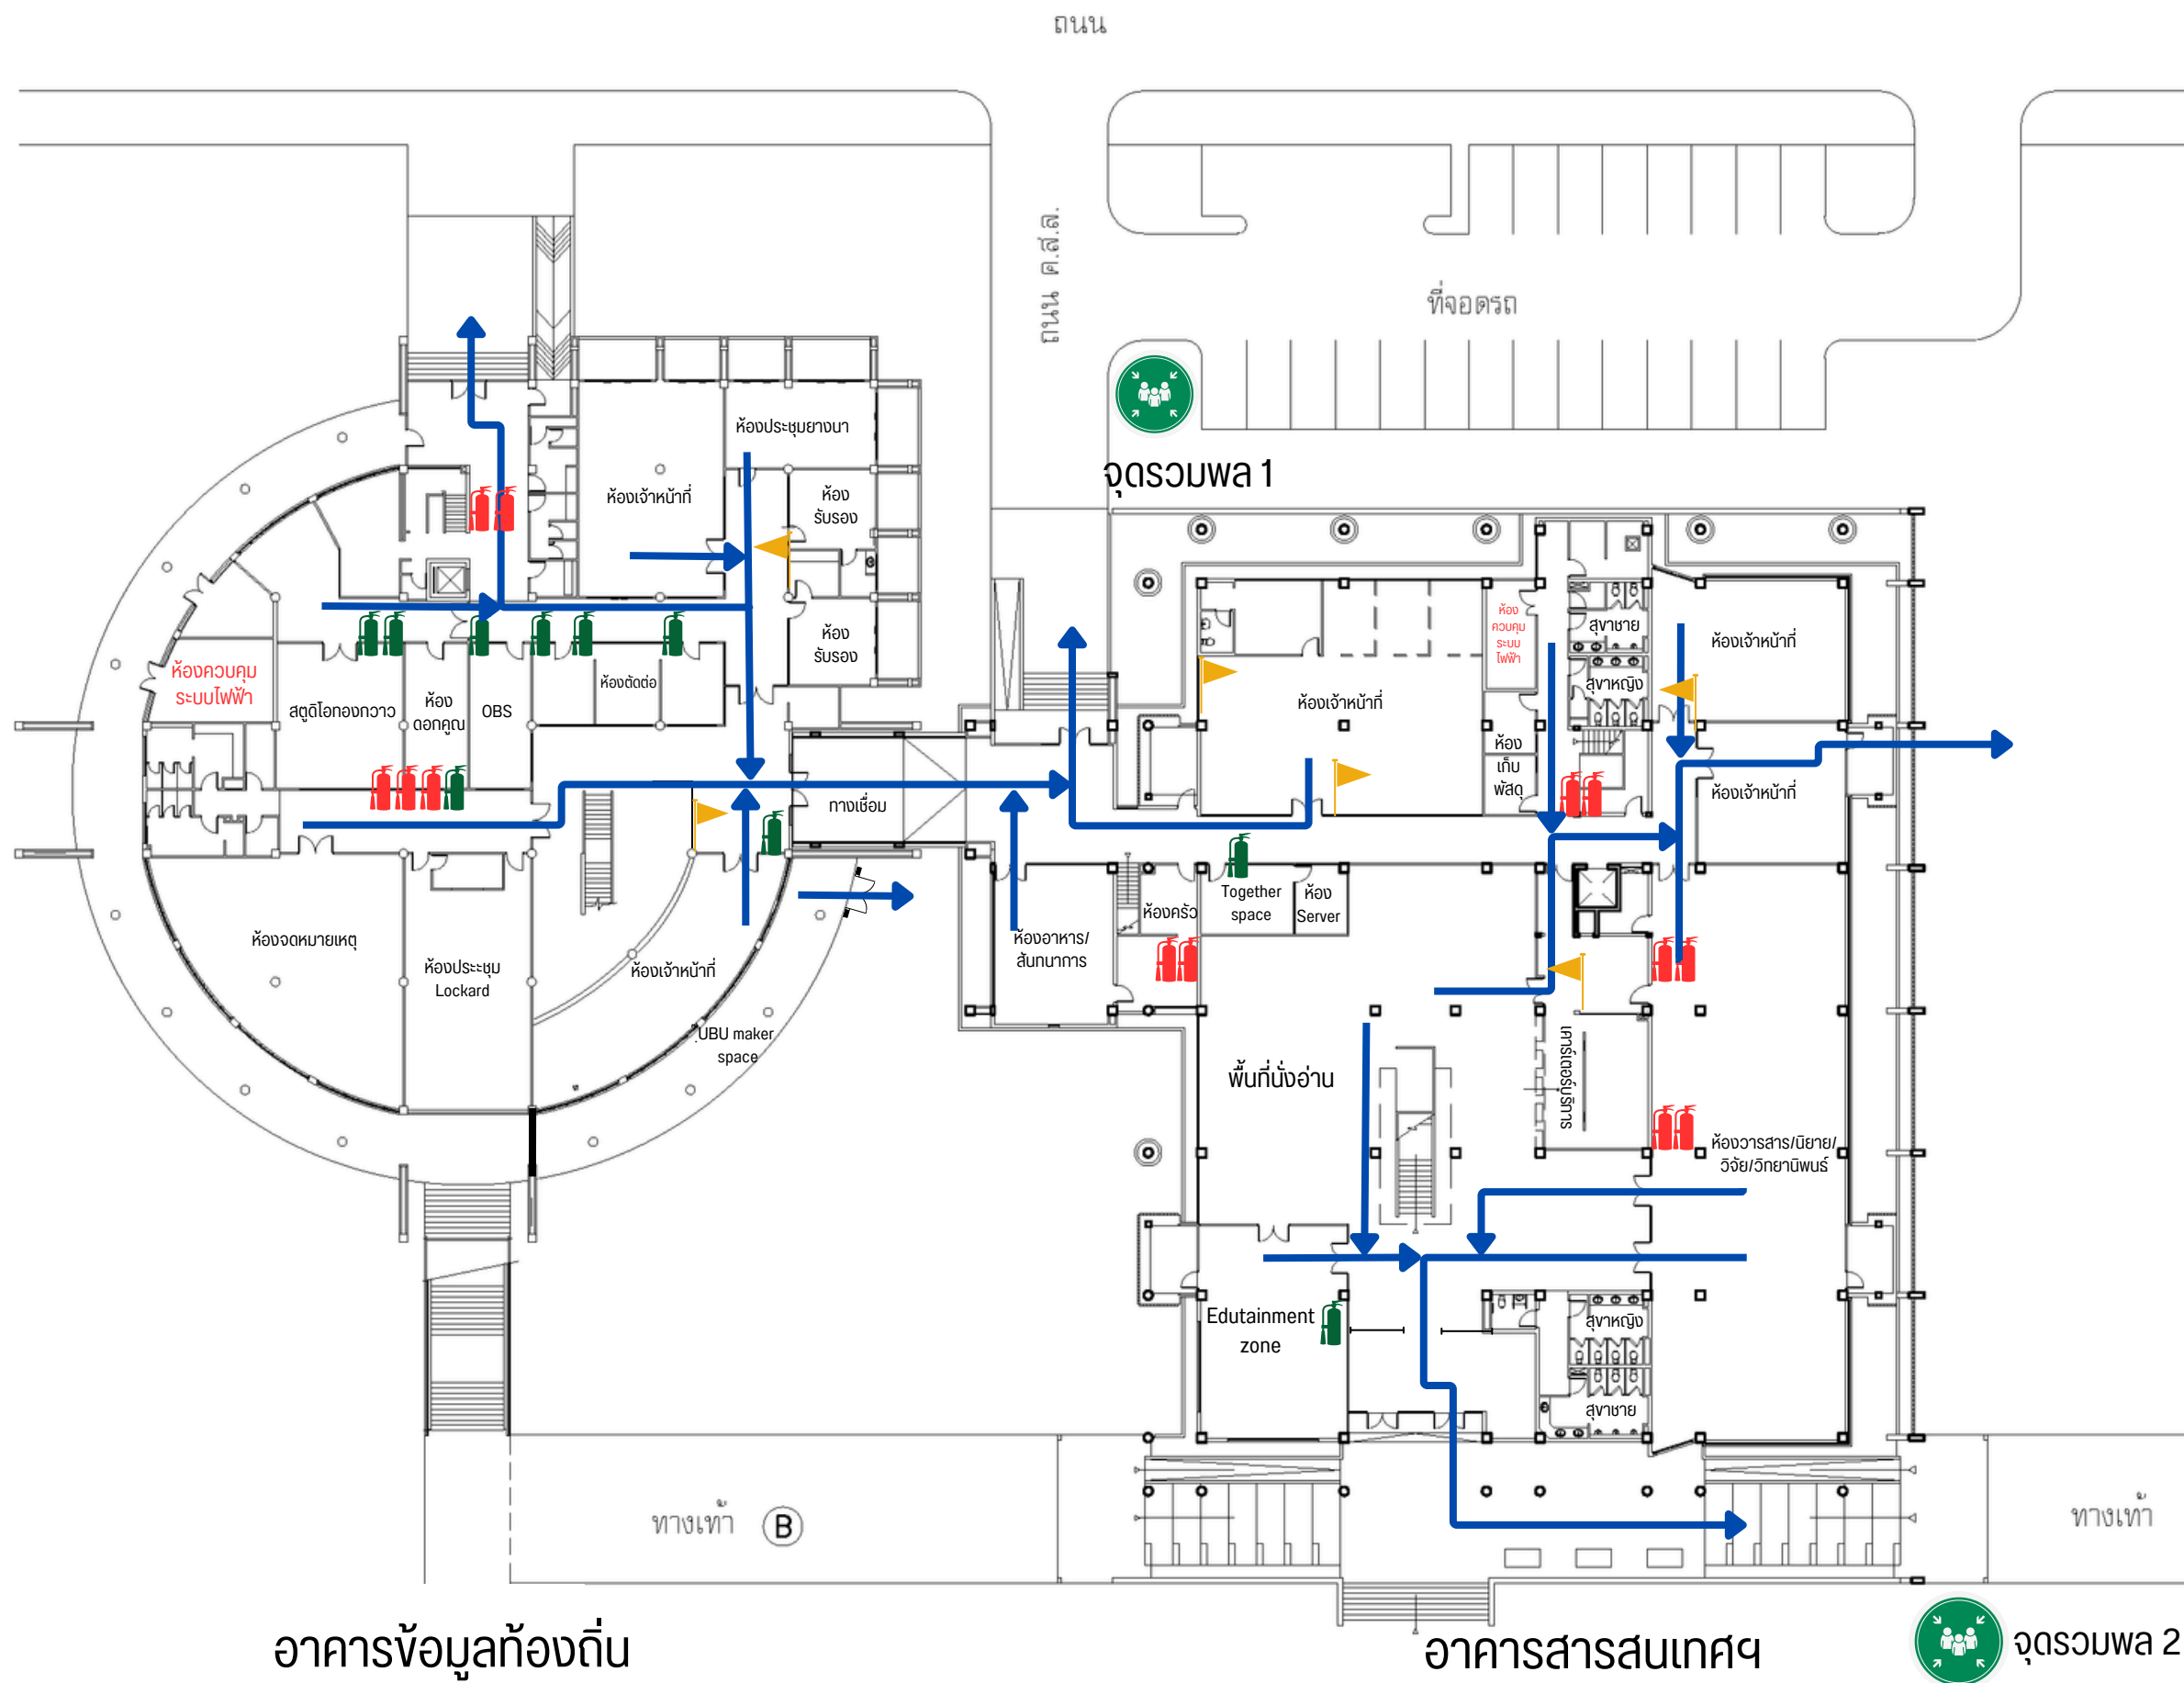 ถนน
ถนน ค.ส.ล.
ที่จอดรถ
จุดรวมพล 1
ห้องประชุมยางนา
ห้องเจ้าหน้าที่
ห้อง
รับรอง
ห้อง
รับรอง
ห้องควบคุม
ระบบไฟฟ้า
สตูดิโอทองกวาว
ห้อง
ดอกคูณ
OBS
ห้องตัดต่อ
ทางเชื่อม
ห้องจดหมายเหตุ
ห้องประะชุม
Lockard
ห้องเจ้าหน้าที่
UBU maker
space
ห้องเจ้าหน้าที่
ห้อง
ควบคุม
ระบบ
ไฟฟ้า
ห้อง
เก็บ
พัสดุ
สุขาชาย
สุขาหญิง
ห้องเจ้าหน้าที่
ห้องเจ้าหน้าที่
ห้องอาหาร/
สันทนาการ
ห้องครัว
Together
space
ห้อง
Server
พื้นที่นั่งอ่าน
เคาร์เตอร์บริการ
ห้องวารสาร/นิยาย/
วิจัย/วิทยานิพนธ์
Edutainment
zone
สุขาหญิง
สุขาชาย
ทางเท้า B
ทางเท้า
อาคารข้อมูลท้องถิ่น
อาคารสารสนเทศฯ
จุดรวมพล 2